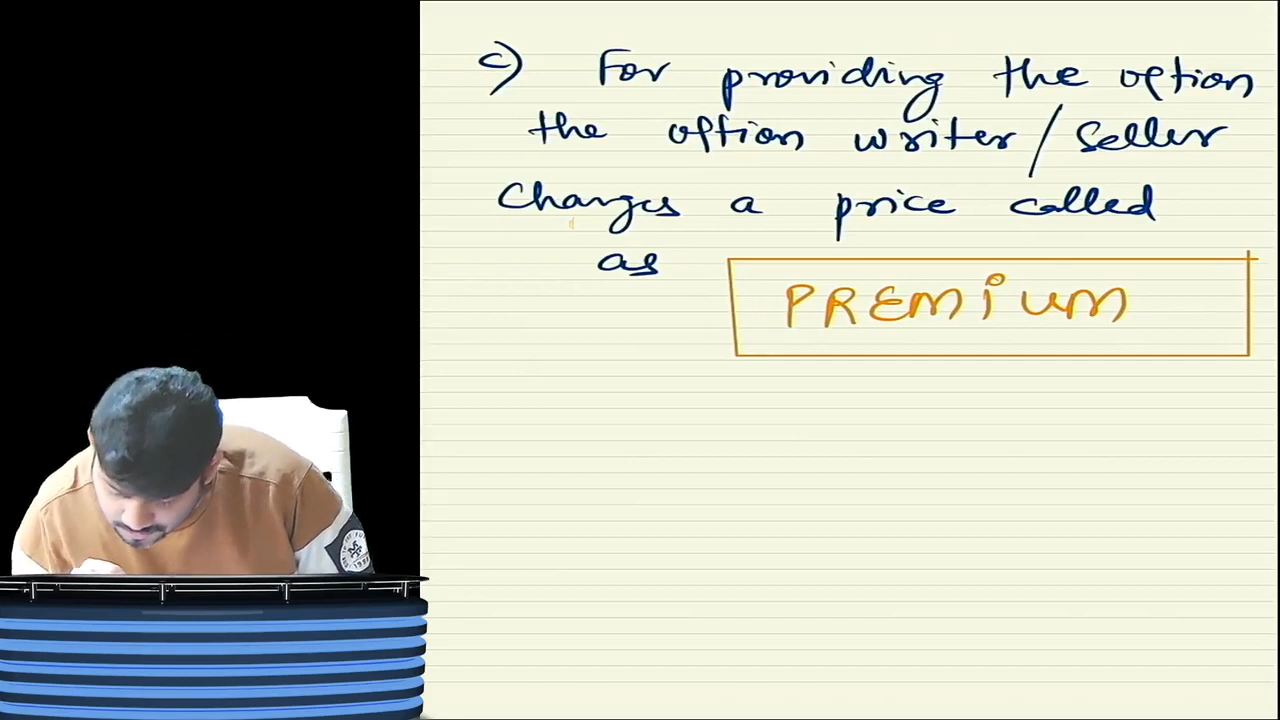 c) For providing the option
the option writer/seller
Charges a price called
as PREMiUM